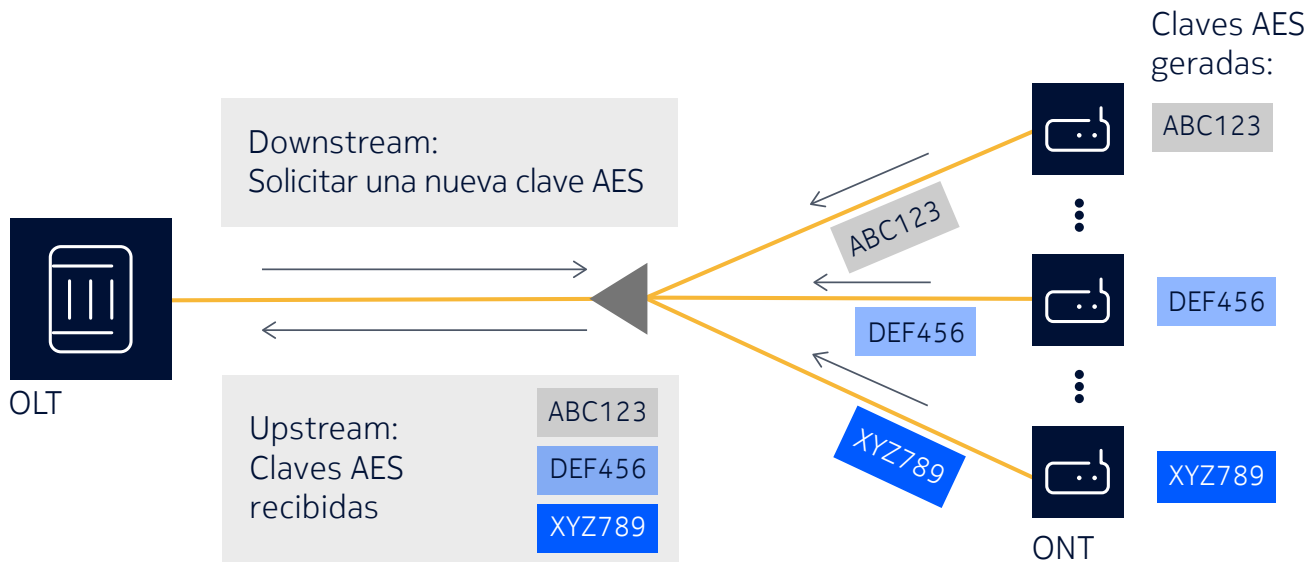 Claves AES
geradas:
Downstream:
Solicitar una nueva clave AES
ABC123
ABC123
DEF456
DEF456
OLT
Upstream:
Claves AES
recibidas
ABC123
DEF456
XYZ789
XYZ789
XYZ789
ONT